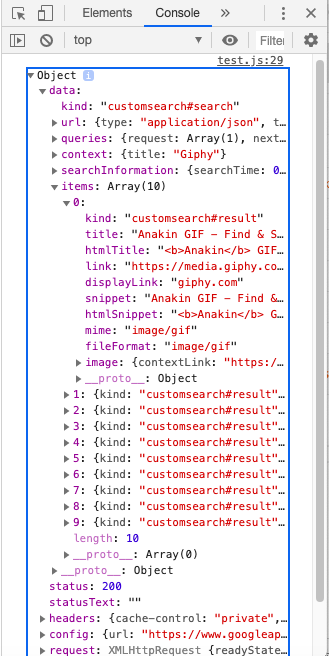 Elements Console »
top Filter
test.js:29
Object i
data:
kind: "customsearch#search"
url: {type: "application/json", t…
queries: {request: Array(1), next…
context: {title: "Giphy"}
searchInformation: {searchTime: 0…
items: Array(10)
0:
kind: "customsearch#result"
title: "Anakin GIF - Find & S…
htmlTitle: "<b>Anakin</b> GIF…
link: "https://media.giphy.co…
displayLink: "giphy.com"
snippet: "Anakin GIF - Find &…
htmlSnippet: "<b>Anakin</b> G…
mime: "image/gif"
fileFormat: "image/gif"
image: {contextLink: "https:/…
__proto__: Object
1: {kind: "customsearch#result"…
2: {kind: "customsearch#result"…
3: {kind: "customsearch#result"…
4: {kind: "customsearch#result"…
5: {kind: "customsearch#result"…
6: {kind: "customsearch#result"…
7: {kind: "customsearch#result"…
8: {kind: "customsearch#result"…
9: {kind: "customsearch#result"…
length: 10
__proto__: Array(0)
__proto__: Object
status: 200
statusText: ""
headers: {cache-control: "private",…
config: {url: "https://www.googleap…
request: XMLHttpRequest {readyState…